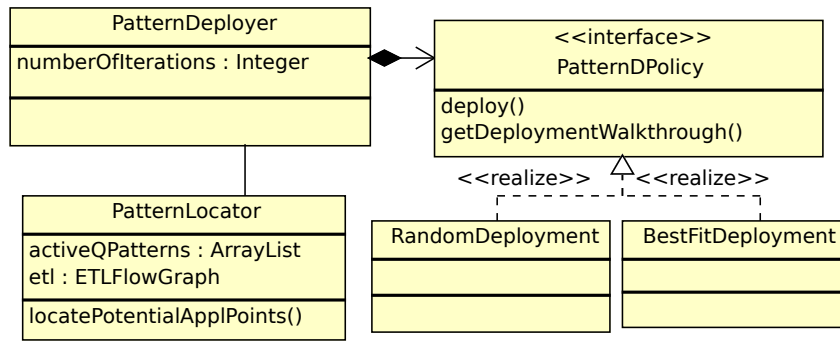 PatternDeployer
numberOfIterations : Integer
<<interface>>
PatternDPolicy
deploy()
getDeploymentWalkthrough()
<<realize>>
<<realize>>
PatternLocator
activeQPatterns : ArrayList
etl : ETLFlowGraph
locatePotentialApplPoints()
RandomDeployment
BestFitDeployment